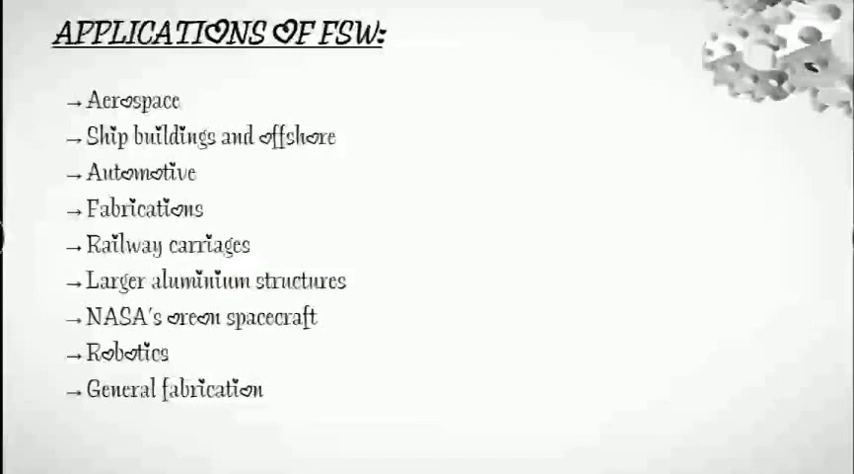 APPLICATIONS OF FSW:
→ Aerospace
→ Ship buildings and offshore
→ Automotive
→ Fabrications
→ Railway carriages
→ Larger aluminium structures
→ NASA's oreon spacecraft
→ Robotics
→ General fabrication